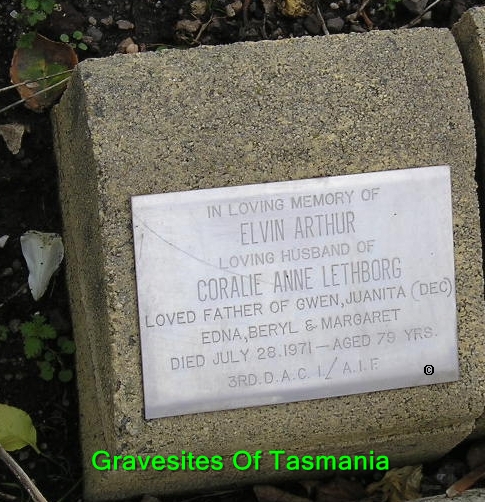 IN LOVING MEMORY OF
ELVIN ARTHUR
LOVING HUSBAND OF
CORALIE ANNE LETHBORG
LOVED FATHER OF GWEN,JUANITA (DEC)
EDNA,BERYL & MARGARET
DIED JULY 28.1971 — AGED 79 YRS.
3RD.D.A.C. 1./ A.I.F.
©
Gravesites Of Tasmania